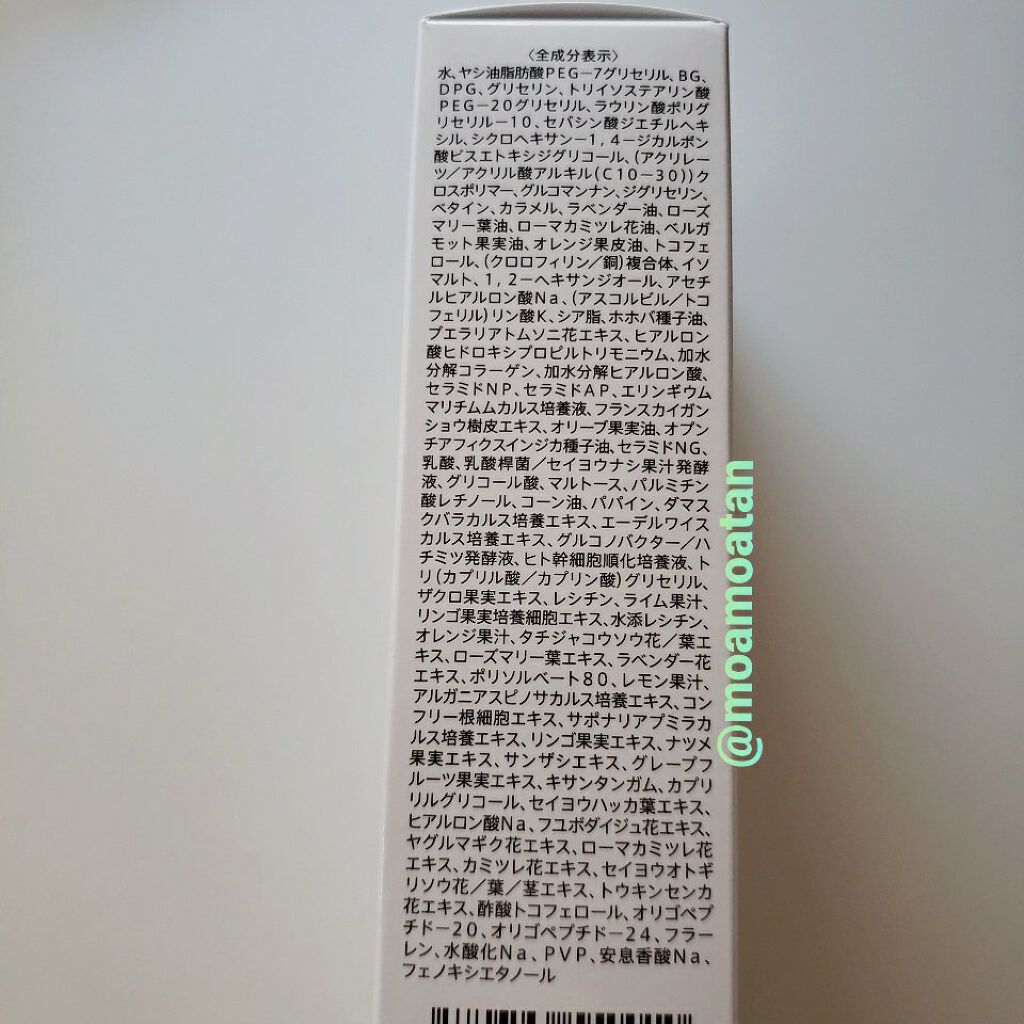 〈全成分表示〉
水、ヤシ油脂肪酸PEG－7グリセリル、BG、
DPG、グリセリン、トリイソステアリン酸
PEG－20グリセリル、ラウリン酸ポリグ
リセリル－10、セバシン酸ジエチルヘキ
シル、シクロヘキサン－1，4－ジカルボン
酸ビスエトキシジグリコール、（アクリレー
ツ／アクリル酸アルキル（C10－30））ク
ロスポリマー、グルコマンナン、ジグリセリン、
ベタイン、カラメル、ラベンダー油、ローズ
マリー葉油、ローマカミツレ花油、ベルガ
モット果実油、オレンジ果皮油、トコフェ
ロール、（クロロフィリン／銅）複合体、イソ
マルト、1，2－ヘキサンジオール、アセチ
ルヒアルロン酸Na、（アスコルビル／トコ
フェリル）リン酸K、シア脂、ホホバ種子油、
プエラリアトムソニ花エキス、ヒアルロン
酸ヒドロキシプロピルトリモニウム、加水
分解コラーゲン、加水分解ヒアルロン酸、
セラミドNP、セラミドAP、エリンギウム
マリチムムカルス培養液、フランスカイガン
ショウ樹皮エキス、オリーブ果実油、オプン
チアフィクスインジカ種子油、セラミドNG、
乳酸、乳酸桿菌／セイヨウナシ果汁発酵
液、グリコール酸、マルトース、パルミチン
酸レチノール、コーン油、パパイン、ダマス
クバラカルス培養エキス、エーデルワイス
カルス培養エキス、グルコノバクター／ハ
チミツ発酵液、ヒト幹細胞順化培養液、ト
リ（カプリル酸／カプリン酸）グリセリル、
ザクロ果実エキス、レシチン、ライム果汁、
リンゴ果実培養細胞エキス、水添レシチン、
オレンジ果汁、タチジャコウソウ花／葉エ
キス、ローズマリー葉エキス、ラベンダー花
エキス、ポリソルベート80、レモン果汁、
アルガニアスピノサカルス培養エキス、コン
フリー根細胞エキス、サポナリアプミラカ
ルス培養エキス、リンゴ果実エキス、ナツメ
果実エキス、サンザシエキス、グレープフ
ルーツ果実エキス、キサンタンガム、カプリ
リルグリコール、セイヨウハッカ葉エキス、
ヒアルロン酸Na、フユボダイジュ花エキス、
ヤグルマギク花エキス、ローマカミツレ花
エキス、カミツレ花エキス、セイヨウオトギ
リソウ花／葉／茎エキス、トウキンセンカ
花エキス、酢酸トコフェロール、オリゴペプ
チド－20、オリゴペプチド－24、フラー
レン、水酸化Na、PVP、安息香酸Na、
フェノキシエタノール
@moamoatan